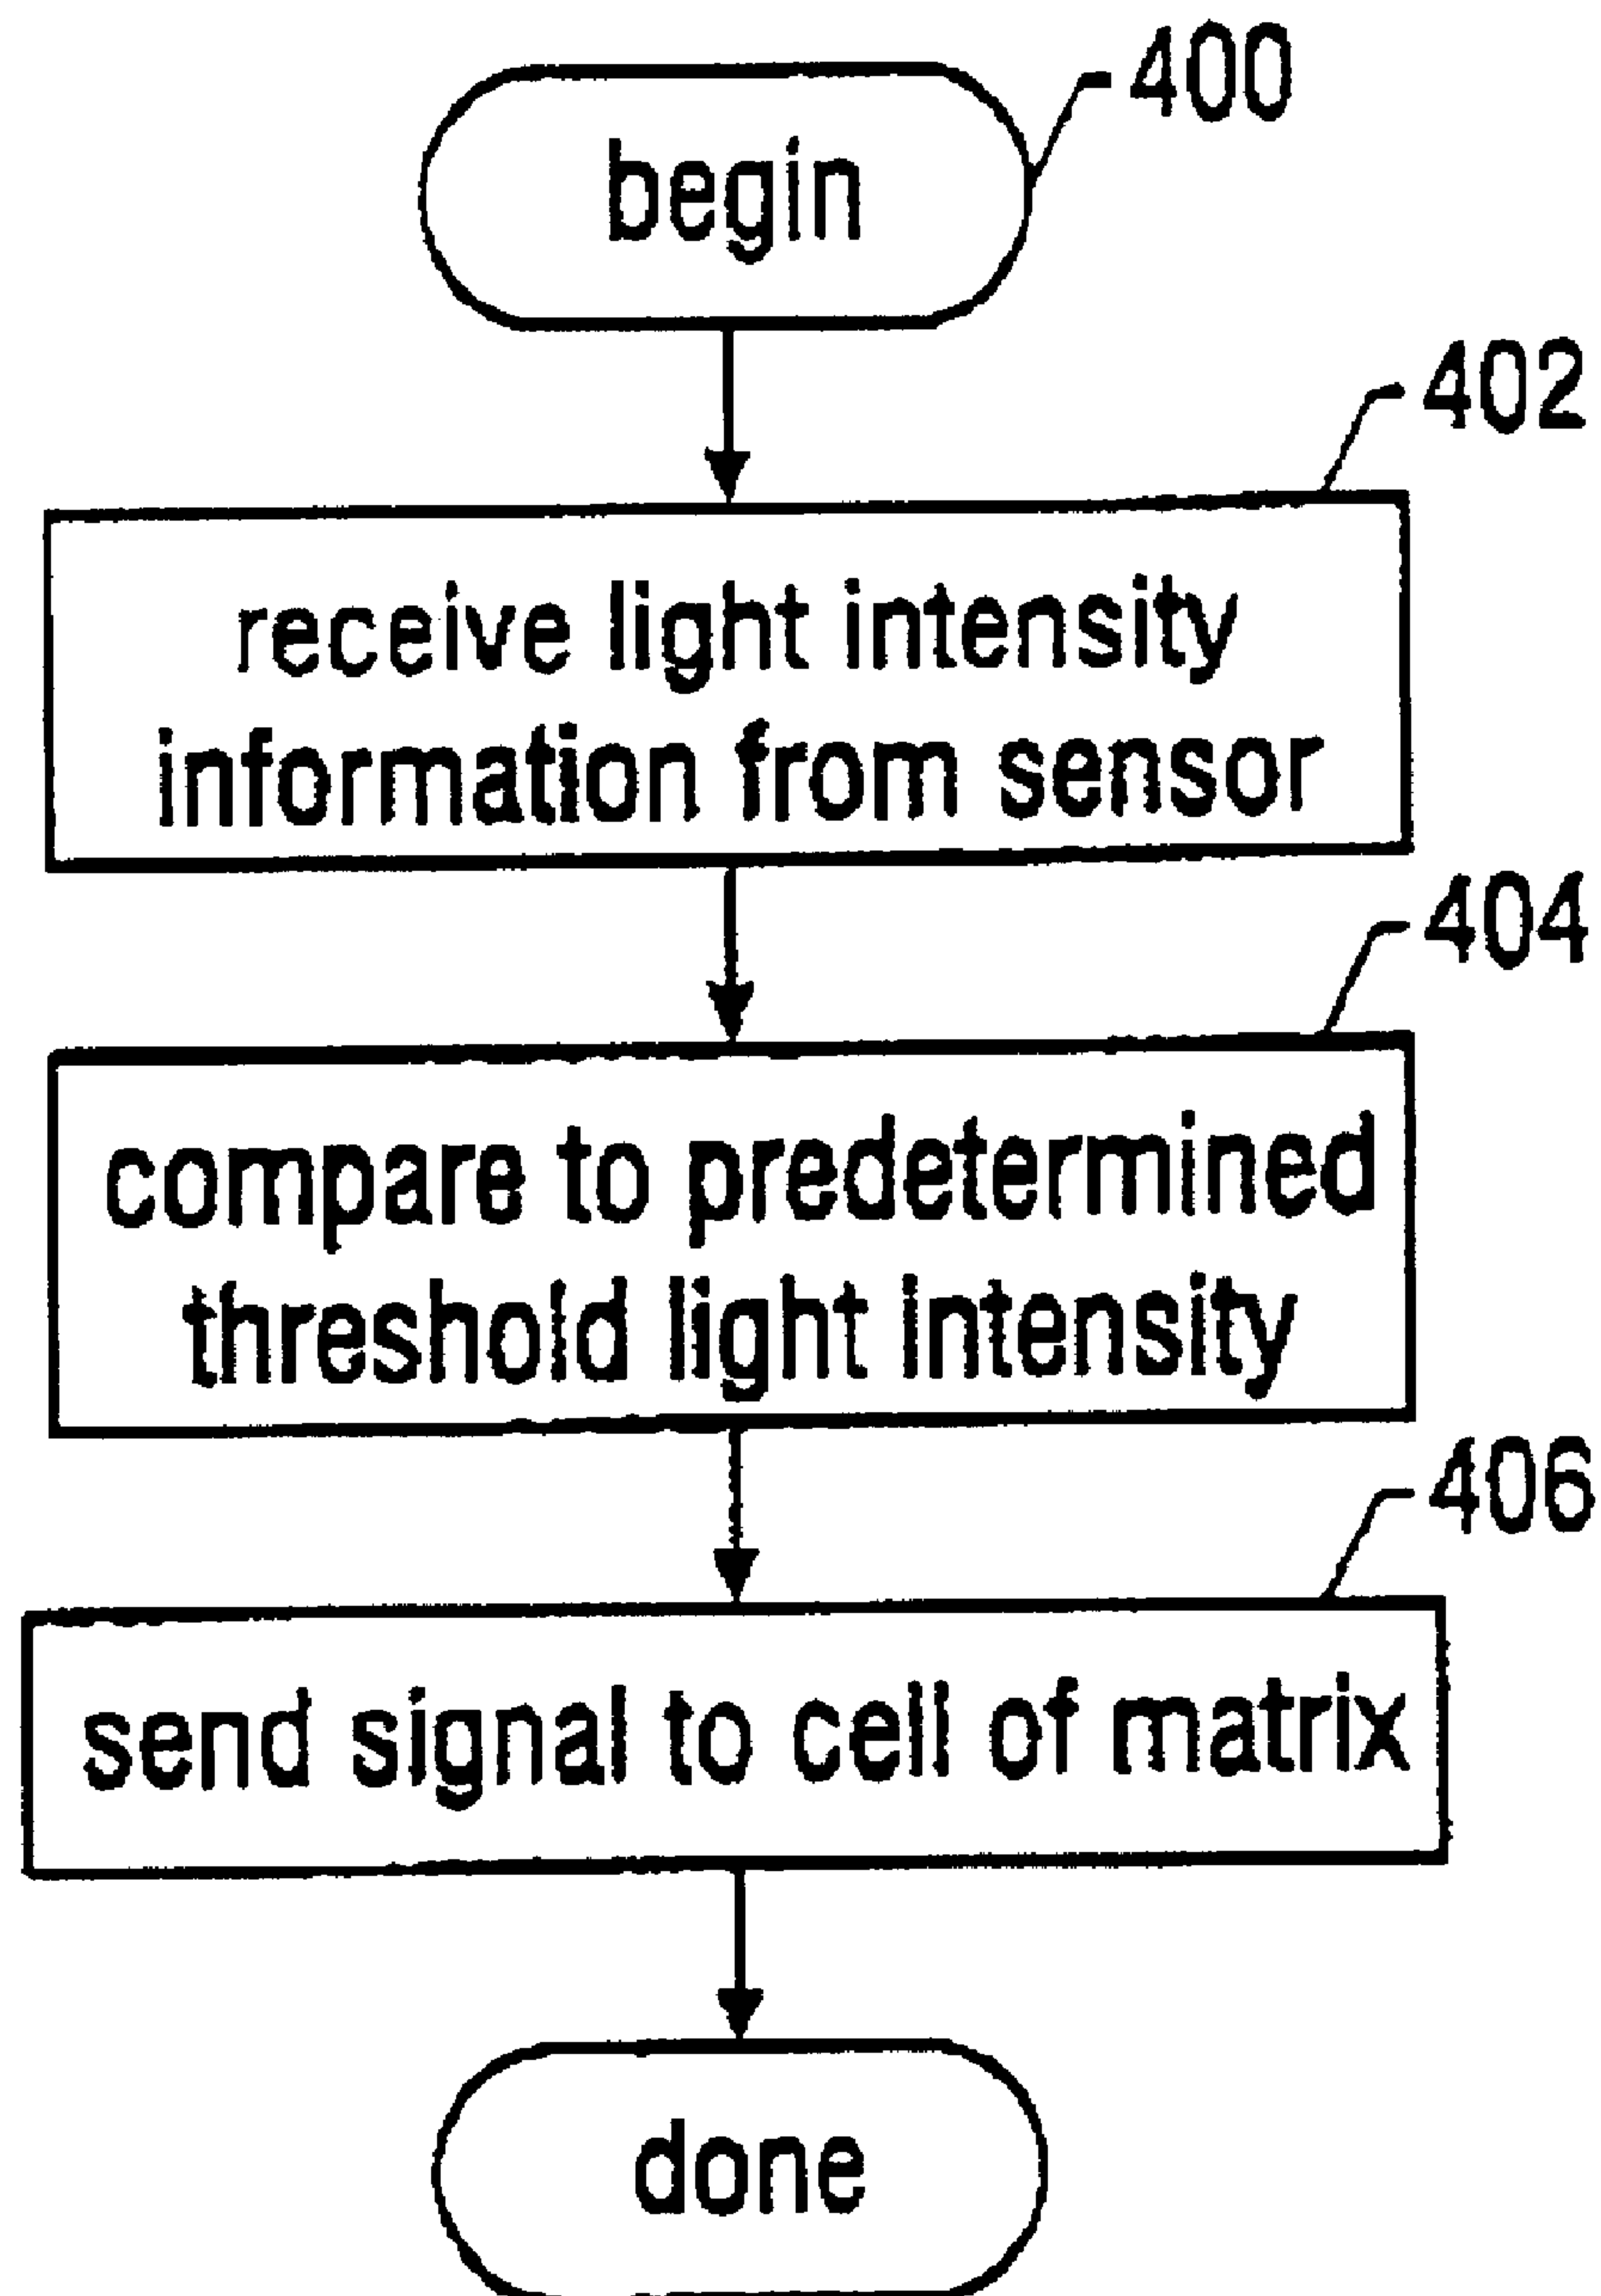 400
begin
402
receive light intensity
information from sensor
404
compare to predetermined
threshold light intensity
406
send signal to cell of matrix
done